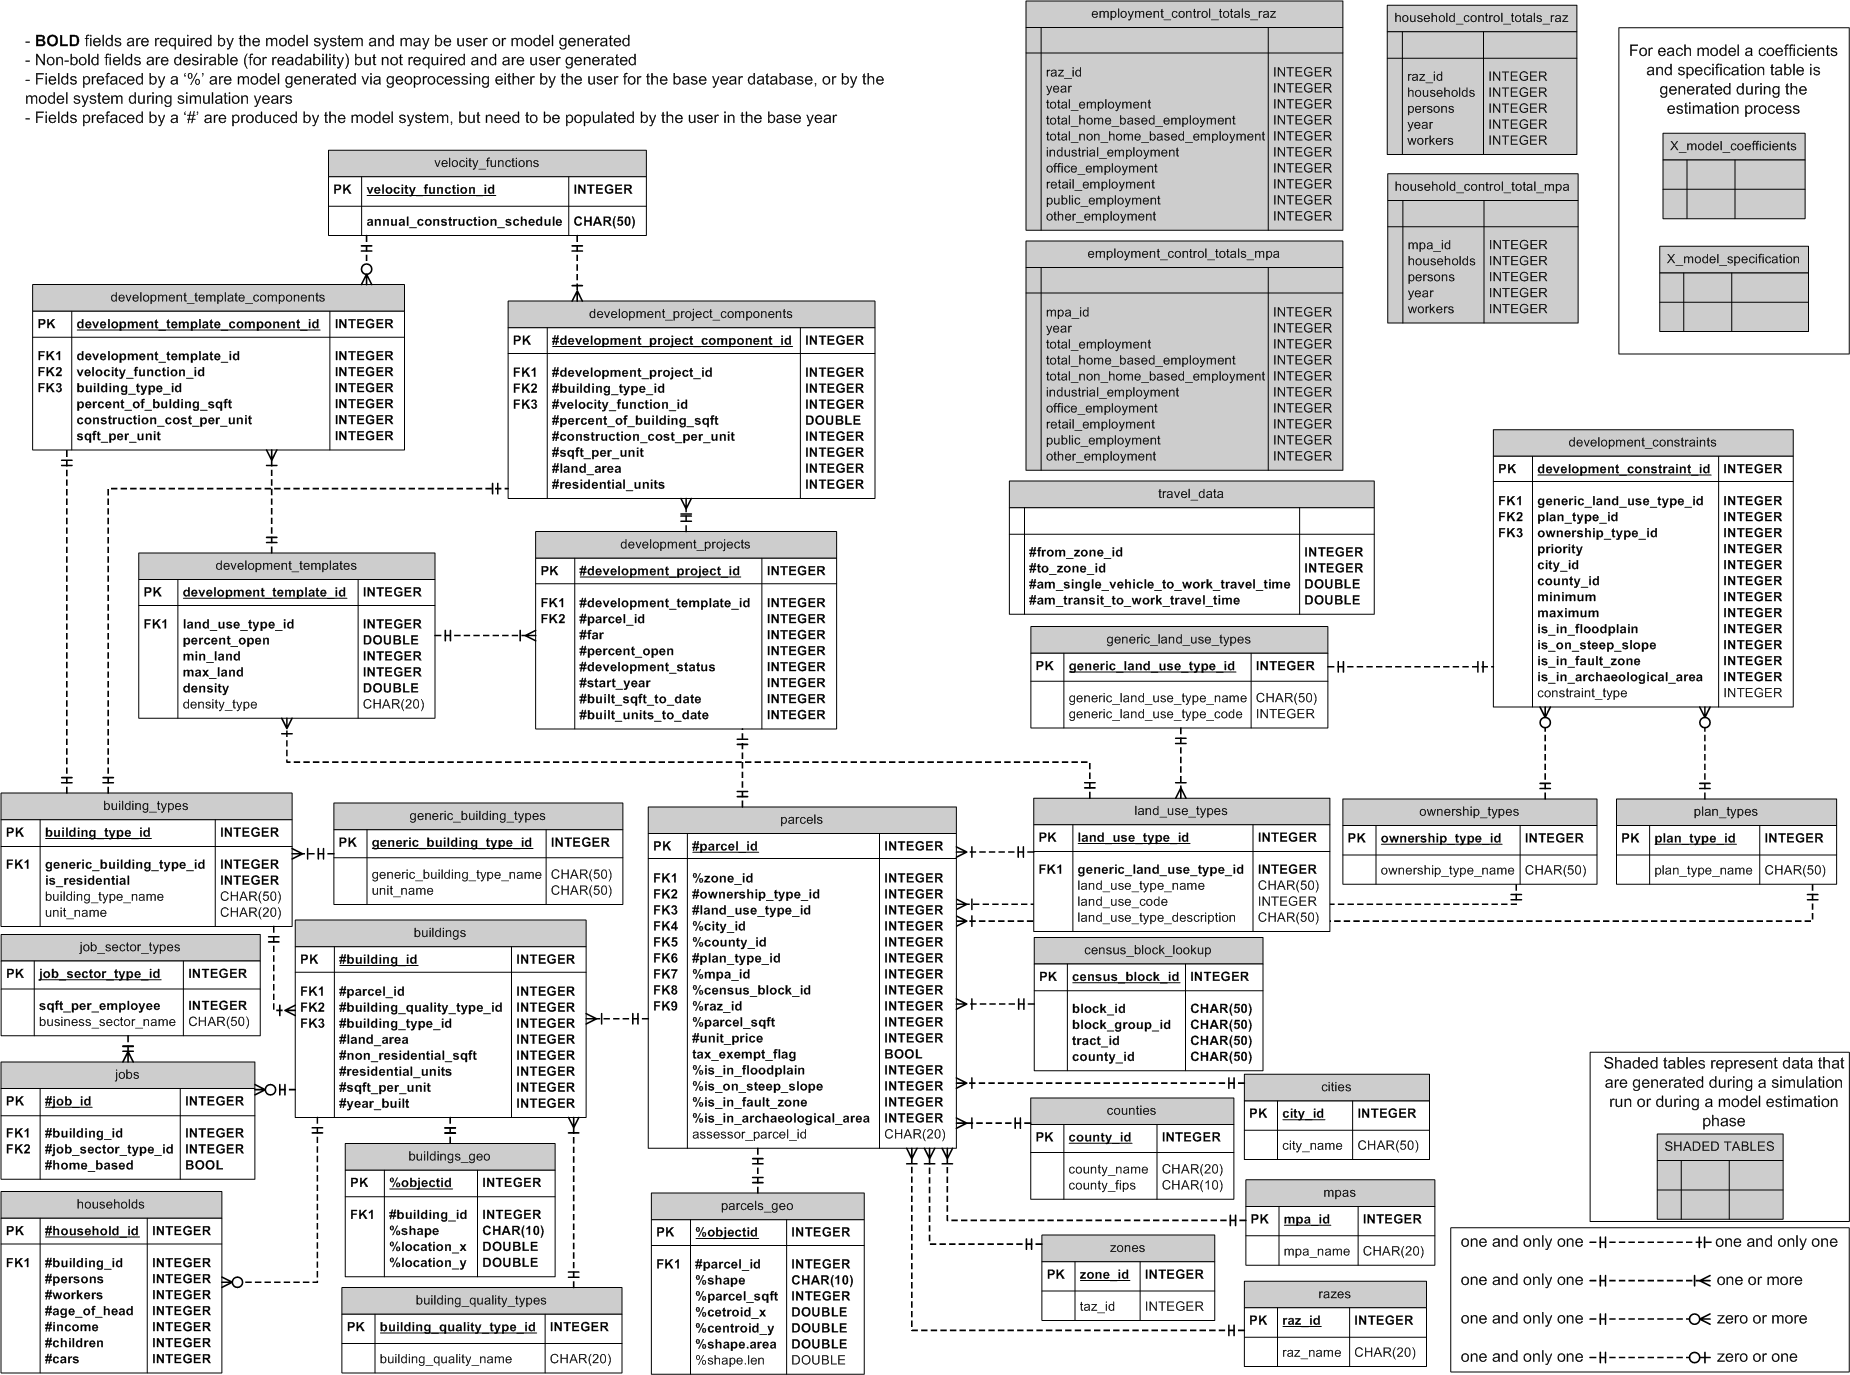 - BOLD fields are required by the model system and may be user or model generated
- Non-bold fields are desirable (for readability) but not required and are user generated
- Fields prefaced by a ‘%’ are model generated via geoprocessing either by the user for the base year database, or by the
model system during simulation years
- Fields prefaced by a ‘#’ are produced by the model system, but need to be populated by the user in the base year
employment_control_totals_raz
raz_id INTEGER
year INTEGER
total_employment INTEGER
total_home_based_employment INTEGER
total_non_home_based_employment INTEGER
industrial_employment INTEGER
office_employment INTEGER
retail_employment INTEGER
public_employment INTEGER
other_employment INTEGER
household_control_totals_raz
raz_id INTEGER
households INTEGER
persons INTEGER
year INTEGER
workers INTEGER
For each model a coefficients
and specification table is
generated during the
estimation process
X_model_coefficients
X_model_specification
household_control_total_mpa
mpa_id INTEGER
households INTEGER
persons INTEGER
year INTEGER
workers INTEGER
employment_control_totals_mpa
mpa_id INTEGER
year INTEGER
total_employment INTEGER
total_home_based_employment INTEGER
total_non_home_based_employment INTEGER
industrial_employment INTEGER
office_employment INTEGER
retail_employment INTEGER
public_employment INTEGER
other_employment INTEGER
velocity_functions
PK velocity_function_id INTEGER
annual_construction_schedule CHAR(50)
development_template_components
PK development_template_component_id INTEGER
FK1 development_template_id INTEGER
FK2 velocity_function_id INTEGER
FK3 building_type_id INTEGER
percent_of_bulding_sqft INTEGER
construction_cost_per_unit INTEGER
sqft_per_unit INTEGER
development_project_components
PK #development_project_component_id INTEGER
FK1 #development_project_id INTEGER
FK2 #building_type_id INTEGER
FK3 #velocity_function_id INTEGER
#percent_of_building_sqft DOUBLE
#construction_cost_per_unit INTEGER
#sqft_per_unit INTEGER
#land_area INTEGER
#residential_units INTEGER
development_constraints
PK development_constraint_id INTEGER
FK1 generic_land_use_type_id INTEGER
FK2 plan_type_id INTEGER
FK3 ownership_type_id INTEGER
priority INTEGER
city_id INTEGER
county_id INTEGER
minimum INTEGER
maximum INTEGER
is_in_floodplain INTEGER
is_on_steep_slope INTEGER
is_in_fault_zone INTEGER
is_in_archaeological_area INTEGER
constraint_type INTEGER
travel_data
#from_zone_id INTEGER
#to_zone_id INTEGER
#am_single_vehicle_to_work_travel_time DOUBLE
#am_transit_to_work_travel_time DOUBLE
development_templates
PK development_template_id INTEGER
FK1 land_use_type_id INTEGER
percent_open DOUBLE
min_land INTEGER
max_land INTEGER
density DOUBLE
density_type CHAR(20)
development_projects
PK #development_project_id INTEGER
FK1 #development_template_id INTEGER
FK2 #parcel_id INTEGER
#far INTEGER
#percent_open INTEGER
#development_status INTEGER
#start_year INTEGER
#built_sqft_to_date INTEGER
#built_units_to_date INTEGER
generic_land_use_types
PK generic_land_use_type_id INTEGER
generic_land_use_type_name CHAR(50)
generic_land_use_type_code INTEGER
building_types
PK building_type_id INTEGER
FK1 generic_building_type_id INTEGER
is_residential INTEGER
building_type_name CHAR(50)
unit_name CHAR(20)
generic_building_types
PK generic_building_type_id INTEGER
generic_building_type_name CHAR(50)
unit_name CHAR(50)
parcels
PK #parcel_id INTEGER
FK1 %zone_id INTEGER
FK2 #ownership_type_id INTEGER
FK3 #land_use_type_id INTEGER
FK4 %city_id INTEGER
FK5 %county_id INTEGER
FK6 #plan_type_id INTEGER
FK7 %mpa_id INTEGER
FK8 %census_block_id INTEGER
FK9 %raz_id INTEGER
%parcel_sqft INTEGER
#unit_price INTEGER
tax_exempt_flag BOOL
%is_in_floodplain INTEGER
%is_on_steep_slope INTEGER
%is_in_fault_zone INTEGER
%is_in_archaeological_area INTEGER
assessor_parcel_id CHAR(20)
land_use_types
PK land_use_type_id INTEGER
FK1 generic_land_use_type_id INTEGER
land_use_type_name CHAR(50)
land_use_code INTEGER
land_use_type_description CHAR(50)
ownership_types
PK ownership_type_id INTEGER
ownership_type_name CHAR(50)
plan_types
PK plan_type_id INTEGER
plan_type_name CHAR(50)
job_sector_types
PK job_sector_type_id INTEGER
sqft_per_employee INTEGER
business_sector_name CHAR(50)
buildings
PK #building_id INTEGER
FK1 #parcel_id INTEGER
FK2 #building_quality_type_id INTEGER
FK3 #building_type_id INTEGER
#land_area INTEGER
#non_residential_sqft INTEGER
#residential_units INTEGER
#sqft_per_unit INTEGER
#year_built INTEGER
census_block_lookup
PK census_block_id INTEGER
block_id CHAR(50)
block_group_id CHAR(50)
tract_id CHAR(50)
county_id CHAR(50)
jobs
PK #job_id INTEGER
FK1 #building_id INTEGER
FK2 #job_sector_type_id INTEGER
#home_based BOOL
cities
PK city_id INTEGER
city_name CHAR(50)
counties
PK county_id INTEGER
county_name CHAR(20)
county_fips CHAR(10)
Shaded tables represent data that
are generated during a simulation
run or during a model estimation
phase
SHADED TABLES
households
PK #household_id INTEGER
FK1 #building_id INTEGER
#persons INTEGER
#workers INTEGER
#age_of_head INTEGER
#income INTEGER
#children INTEGER
#cars INTEGER
buildings_geo
PK %objectid INTEGER
FK1 #building_id INTEGER
%shape CHAR(10)
%location_x DOUBLE
%location_y DOUBLE
building_quality_types
PK building_quality_type_id INTEGER
building_quality_name CHAR(20)
parcels_geo
PK %objectid INTEGER
FK1 #parcel_id INTEGER
%shape CHAR(10)
%parcel_sqft INTEGER
%cetroid_x DOUBLE
%centroid_y DOUBLE
%shape.area DOUBLE
%shape.len DOUBLE
mpas
PK mpa_id INTEGER
mpa_name CHAR(20)
zones
PK zone_id INTEGER
taz_id INTEGER
razes
PK raz_id INTEGER
raz_name CHAR(20)
one and only one one and only one
one and only one one or more
one and only one zero or more
one and only one zero or one